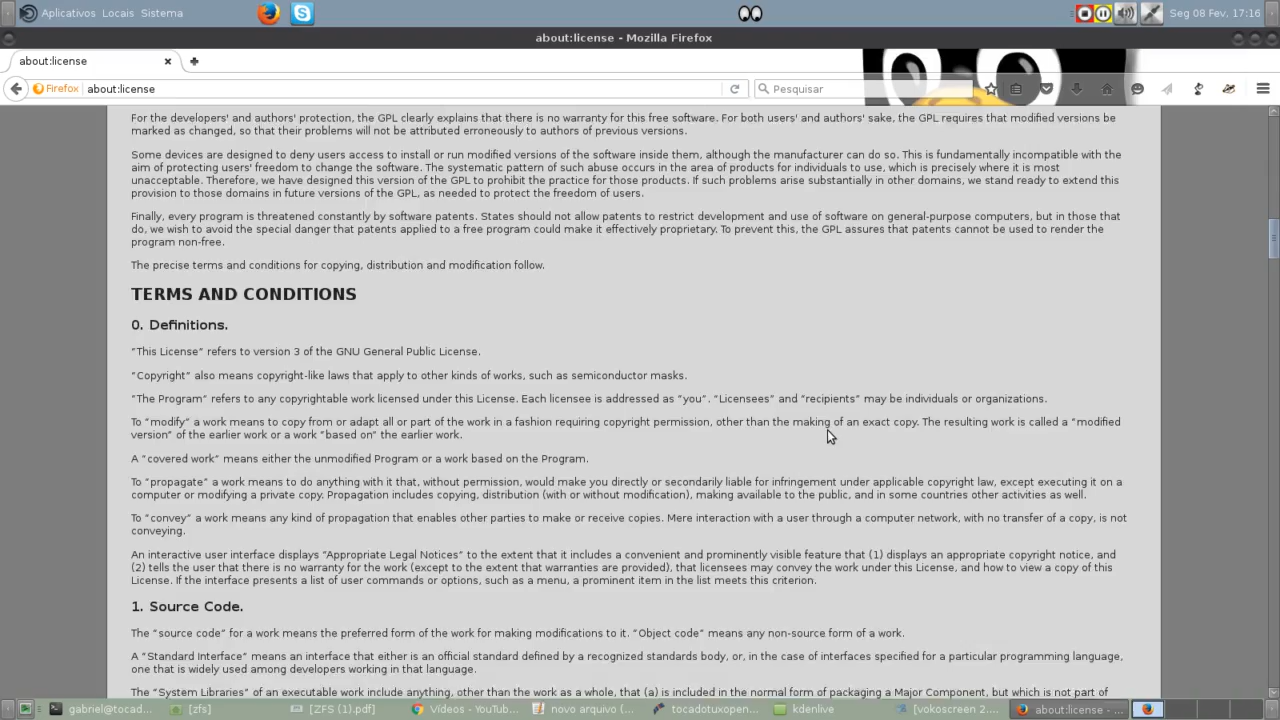 Aplicativos Locais Sistema
Seg 08 Fev, 17:16
about:license - Mozilla Firefox
about:license
Firefox about:license
Pesquisar
For the developers' and authors' protection, the GPL clearly explains that there is no warranty for this free software. For both users' and authors' sake, the GPL requires that modified versions be
marked as changed, so that their problems will not be attributed erroneously to authors of previous versions.
Some devices are designed to deny users access to install or run modified versions of the software inside them, although the manufacturer can do so. This is fundamentally incompatible with the
aim of protecting users' freedom to change the software. The systematic pattern of such abuse occurs in the area of products for individuals to use, which is precisely where it is most
unacceptable. Therefore, we have designed this version of the GPL to prohibit the practice for those products. If such problems arise substantially in other domains, we stand ready to extend this
provision to those domains in future versions of the GPL, as needed to protect the freedom of users.
Finally, every program is threatened constantly by software patents. States should not allow patents to restrict development and use of software on general-purpose computers, but in those that
do, we wish to avoid the special danger that patents applied to a free program could make it effectively proprietary. To prevent this, the GPL assures that patents cannot be used to render the
program non-free.
The precise terms and conditions for copying, distribution and modification follow.
TERMS AND CONDITIONS
0. Definitions.
“This License” refers to version 3 of the GNU General Public License.
“Copyright” also means copyright-like laws that apply to other kinds of works, such as semiconductor masks.
“The Program” refers to any copyrightable work licensed under this License. Each licensee is addressed as “you”. “Licensees” and “recipients” may be individuals or organizations.
To “modify” a work means to copy from or adapt all or part of the work in a fashion requiring copyright permission, other than the making of an exact copy. The resulting work is called a “modified
version” of the earlier work or a work “based on” the earlier work.
A “covered work” means either the unmodified Program or a work based on the Program.
To “propagate” a work means to do anything with it that, without permission, would make you directly or secondarily liable for infringement under applicable copyright law, except executing it on a
computer or modifying a private copy. Propagation includes copying, distribution (with or without modification), making available to the public, and in some countries other activities as well.
To “convey” a work means any kind of propagation that enables other parties to make or receive copies. Mere interaction with a user through a computer network, with no transfer of a copy, is not
conveying.
An interactive user interface displays “Appropriate Legal Notices” to the extent that it includes a convenient and prominently visible feature that (1) displays an appropriate copyright notice, and
(2) tells the user that there is no warranty for the work (except to the extent that warranties are provided), that licensees may convey the work under this License, and how to view a copy of this
License. If the interface presents a list of user commands or options, such as a menu, a prominent item in the list meets this criterion.
1. Source Code.
The “source code” for a work means the preferred form of the work for making modifications to it. “Object code” means any non-source form of a work.
A “Standard Interface” means an interface that either is an official standard defined by a recognized standards body, or, in the case of interfaces specified for a particular programming language,
one that is widely used among developers working in that language.
The “System Libraries” of an executable work include anything, other than the work as a whole, that (a) is included in the normal form of packaging a Major Component, but which is not part of
gabriel@tocad... [zfs] [ZFS (1).pdf] Vídeos - YouTub... novo arquivo (... tocadotuxopen... kdenlive [vokoscreen 2.... about:license - ...